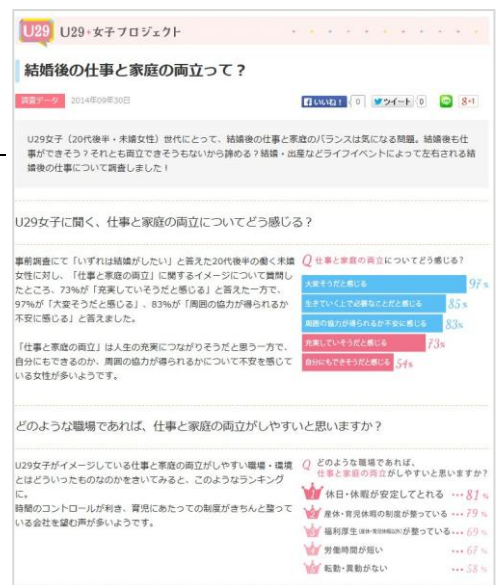 U29 U29+女子プロジェクト
結婚後の仕事と家庭の両立って?
調査データ 2014年09年30日
いいね! 0 ツイート 0 8+1
U29女子(20代後半・未婚女性)世代にとって、結婚後の仕事と家庭のバランスは気になる問題。結婚後も仕
事ができそう?それとも両立できそうもないから諦める?結婚・出産などライフイベントによって左右される結
婚後の仕事について調査しました!
U29女子に聞く、仕事と家庭の両立についてどう感じる?
事前調査にて「いずれは結婚がしたい」と答えた20代後半の働く未婚
女性に対し、「仕事と家庭の両立」に関するイメージについて質問し
たところ、73%が「充実していそうだと感じる」と答えた一方で、
97%が「大変そうだと感じる」、83%が「周囲の協力が得られるか
不安に感じる」と答えました。
「仕事と家庭の両立」は人生の充実につながりそうだと思う一方で、
自分にもできるのか、周囲の協力が得られるかについて不安を感じて
いる女性が多いようです。
Q 仕事と家庭の両立についてどう感じる?
大変そうだと感じる 97%
生きていく上で必要なことだと感じる 85%
周囲の協力が得られるか不安に感じる 83%
充実していそうだと感じる 73%
自分にもできそうだと感じる 54%
どのような職場であれば、仕事と家庭の両立がしやすいと思いますか?
U29女子がイメージしている仕事と家庭の両立がしやすい職場・環境
とはどういったものなのかをきいてみると、このようなランキング
に。
時間のコントロールが利き、育児にあたっての制度がきちんと整って
いる会社を望む声が多いようです。
Q どのような職場であれば、
仕事と家庭の両立がしやすいと思いますか?
1 休日・休暇が安定してとれる ・・・81%
2 産休・育児休暇の制度が整っている ・・・79%
3 福利厚生(産休・育児休暇以外)が整っている ・・・69%
労働時間が短い ・・・67%
転勤・異動がない ・・・58%